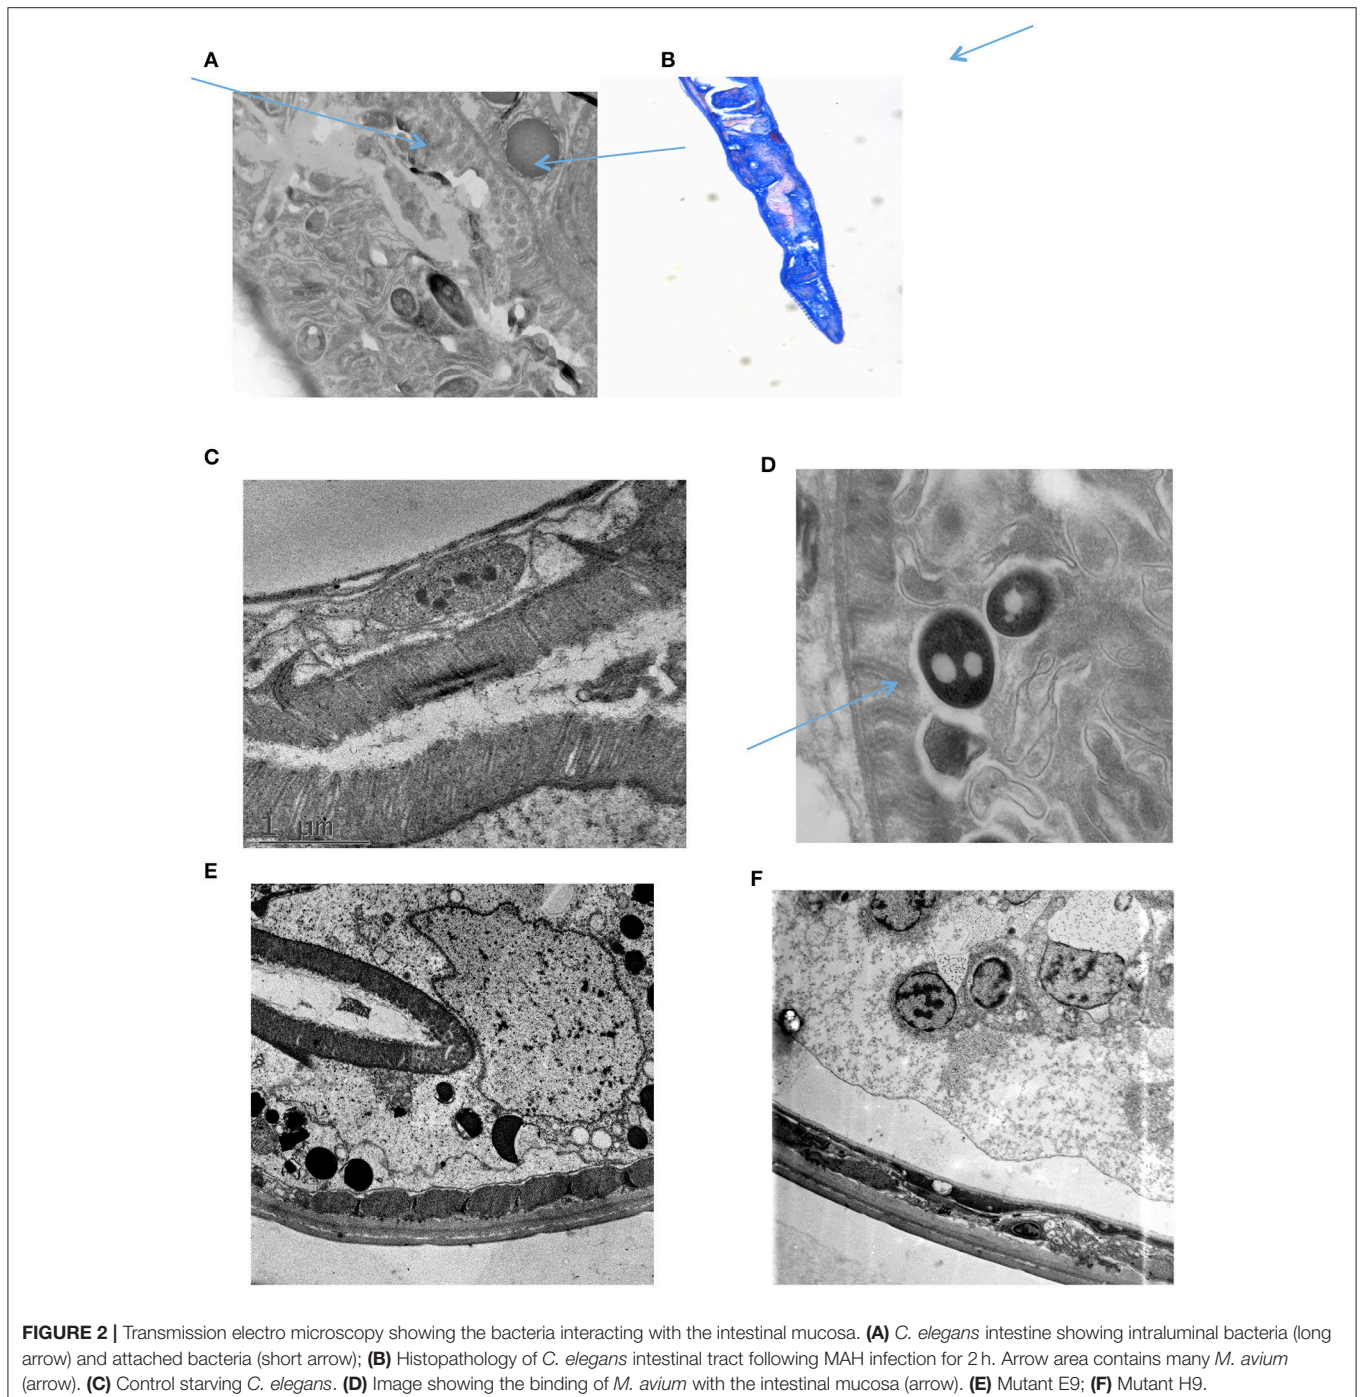 A
B
C
D
1 µm
E
F
FIGURE 2 | Transmission electro microscopy showing the bacteria interacting with the intestinal mucosa. (A) C. elegans intestine showing intraluminal bacteria (long
arrow) and attached bacteria (short arrow); (B) Histopathology of C. elegans intestinal tract following MAH infection for 2 h. Arrow area contains many M. avium
(arrow). (C) Control starving C. elegans. (D) Image showing the binding of M. avium with the intestinal mucosa (arrow). (E) Mutant E9; (F) Mutant H9.